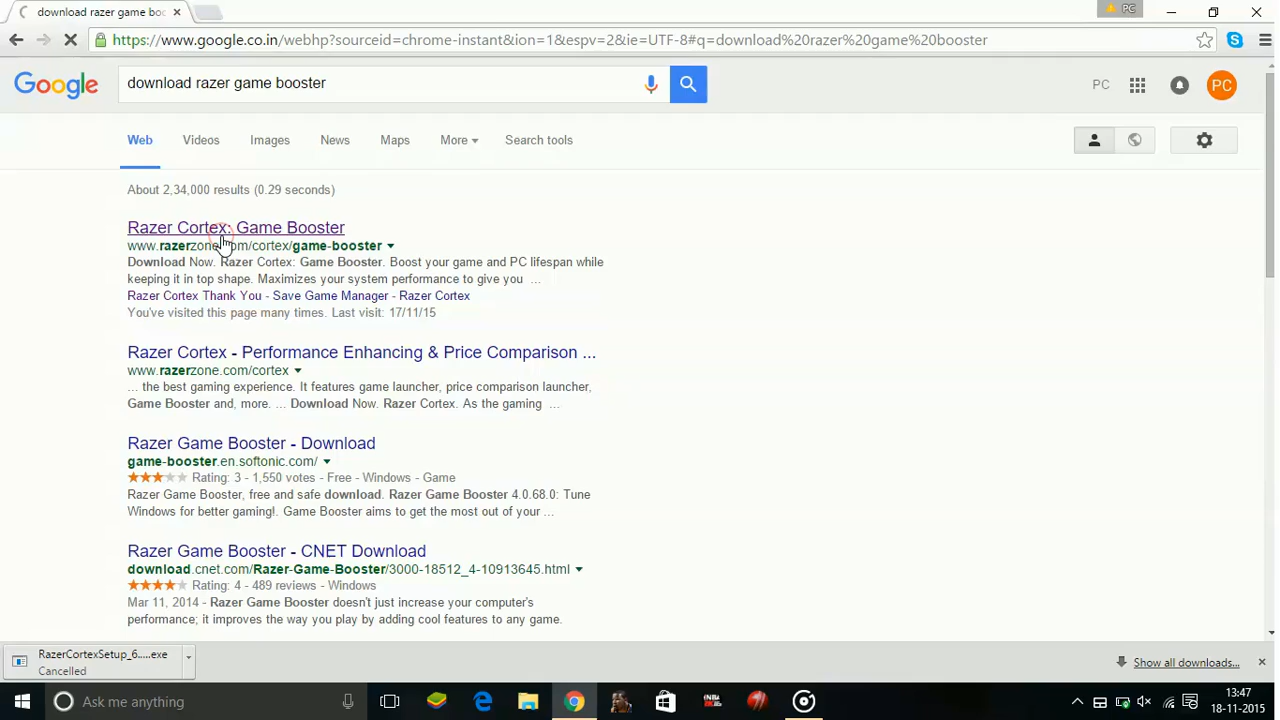 download razer game boo
PC
https://www.google.co.in/webhp?sourceid=chrome-instant&ion=1&espv=2&ie=UTF-8#q=download%20razer%20game%20booster
Google
download razer game booster
PC
PC
Web Videos Images News Maps More Search tools
About 2,34,000 results (0.29 seconds)
Razer Cortex: Game Booster
www.razerzone.com/cortex/game-booster
Download Now. Razer Cortex: Game Booster. Boost your game and PC lifespan while
keeping it in top shape. Maximizes your system performance to give you ...
Razer Cortex Thank You - Save Game Manager - Razer Cortex
You've visited this page many times. Last visit: 17/11/15
Razer Cortex - Performance Enhancing & Price Comparison ...
www.razerzone.com/cortex
... the best gaming experience. It features game launcher, price comparison launcher,
Game Booster and, more. ... Download Now. Razer Cortex. As the gaming ...
Razer Game Booster - Download
game-booster.en.softonic.com/
Rating: 3 - 1,550 votes - Free - Windows - Game
Razer Game Booster, free and safe download. Razer Game Booster 4.0.68.0: Tune
Windows for better gaming!. Game Booster aims to get the most out of your ...
Razer Game Booster - CNET Download
download.cnet.com/Razer-Game-Booster/3000-18512_4-10913645.html
Rating: 4 - 489 reviews - Windows
Mar 11, 2014 - Razer Game Booster doesn't just increase your computer's
performance; it improves the way you play by adding cool features to any game.
RazerCortexSetup_6.....exe
Cancelled
Show all downloads...
Ask me anything
13:47
18-11-2015